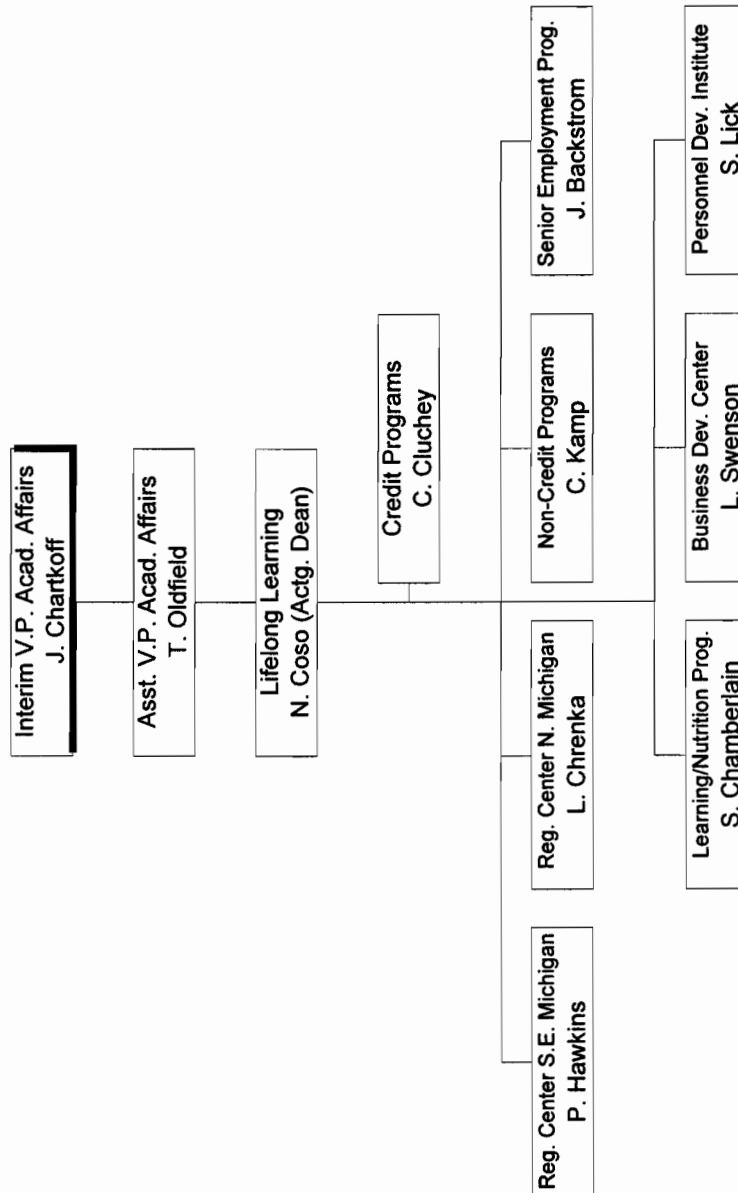 Interim V.P. Acad. Affairs
J. Chartkoff
Asst. V.P. Acad. Affairs
T. Oldfield
Lifelong Learning
N. Coso (Actg. Dean)
Credit Programs
C. Cluchey
Reg. Center S.E. Michigan
P. Hawkins
Reg. Center N. Michigan
L. Chrenka
Non-Credit Programs
C. Kamp
Senior Employment Prog.
J. Backstrom
Learning/Nutrition Prog.
S. Chamberlain
Business Dev. Center
L. Swenson
Personnel Dev. Institute
S. Lick